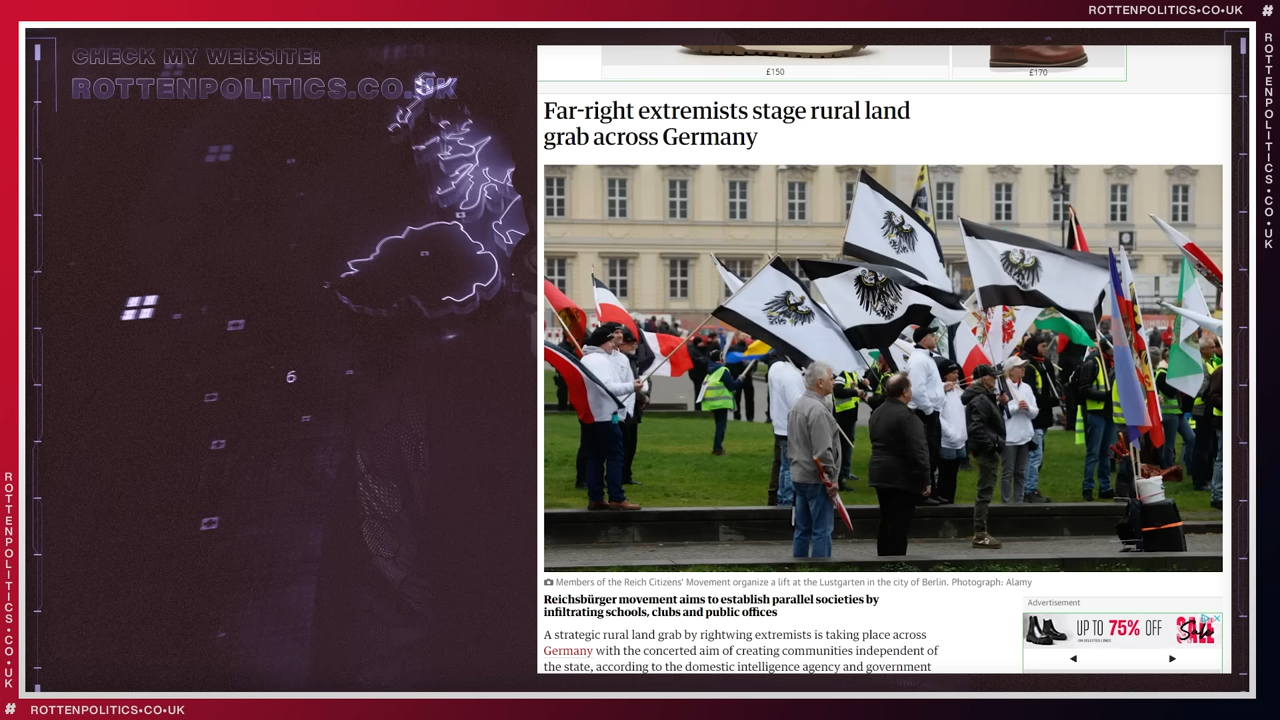 ROTTENPOLITICS•CO•UK #
CHECK MY WEBSITE:
ROTTENPOLITICS.CO.UK
£150
£170
Far-right extremists stage rural land
grab across Germany
6
Members of the Reich Citizens' Movement organize a lift at the Lustgarten in the city of Berlin. Photograph: Alamy
Reichsbürger movement aims to establish parallel societies by
infiltrating schools, clubs and public offices
A strategic rural land grab by rightwing extremists is taking place across
Germany with the concerted aim of creating communities independent of
the state, according to the domestic intelligence agency and government
Advertisement
UP TO 75% OFF
SALE
ROTTENPOLITICS•CO•UK
ROTTENPOLITICS•CO•UK
# ROTTENPOLITICS•CO•UK